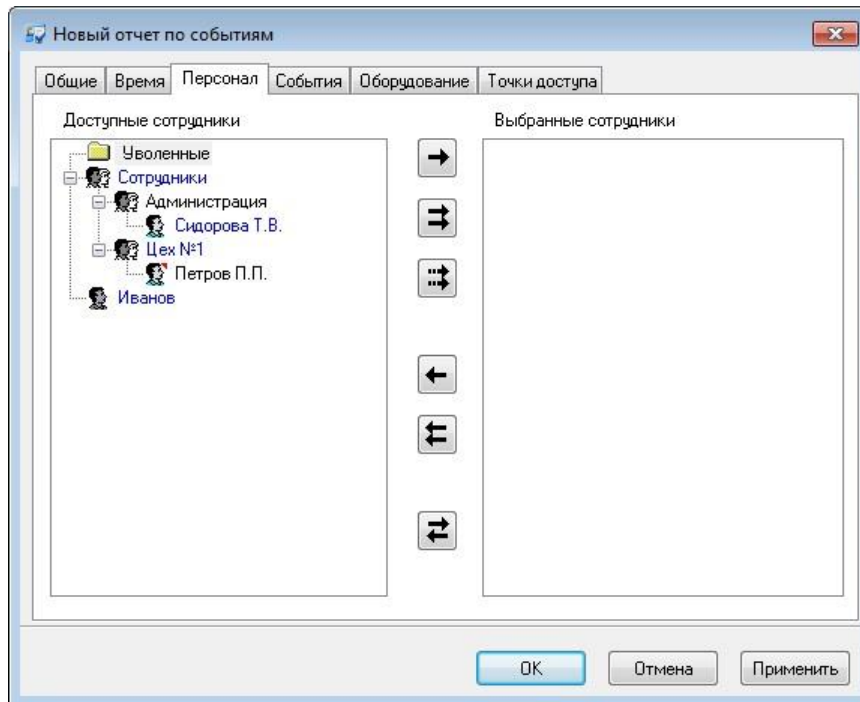 Новый отчет по событиям
Общие Время Персонал События Оборудование Точки доступа
Доступные сотрудники
Выбранные сотрудники
Уволенные
Сотрудники
Администрация
Сидорова Т.В.
Цех №1
Петров П.П.
Иванов
OK Отмена Применить